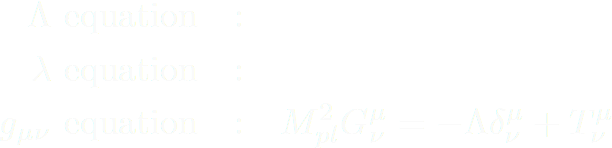 Λ equation :
λ equation :
g_{μν} equation : M_{pl}^2 G^μ_ν = −Λδ^μ_ν + T^μ_ν